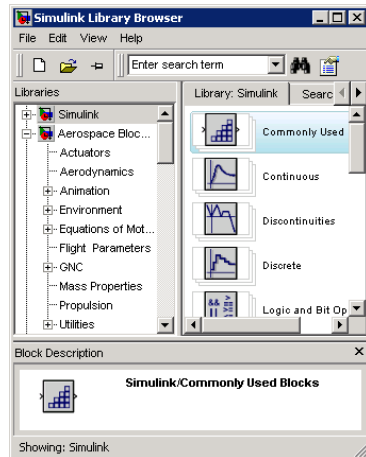 Simulink Library Browser
File Edit View Help
Enter search term
Libraries
Library: Simulink Searc
Simulink
Aerospace Bloc...
Actuators
Aerodynamics
Animation
Environment
Equations of Mot...
Flight Parameters
GNC
Mass Properties
Propulsion
Utilities
Commonly Used
Continuous
Discontinuities
Discrete
Logic and Bit Op
Block Description
Simulink/Commonly Used Blocks
Showing: Simulink